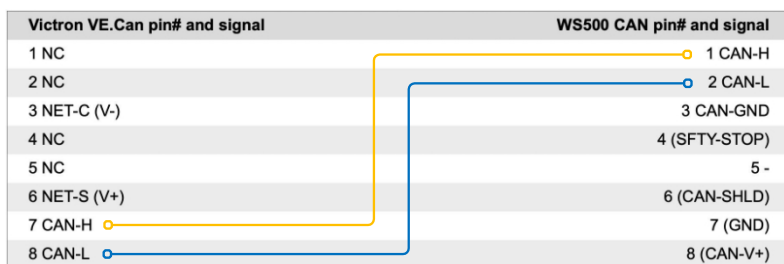 Victron VE.Can pin# and signal WS500 CAN pin# and signal
1 NC 1 CAN-H
2 NC 2 CAN-L
3 NET-C (V-) 3 CAN-GND
4 NC 4 (SFTY-STOP)
5 NC 5 -
6 NET-S (V+) 6 (CAN-SHLD)
7 CAN-H 7 (GND)
8 CAN-L 8 (CAN-V+)